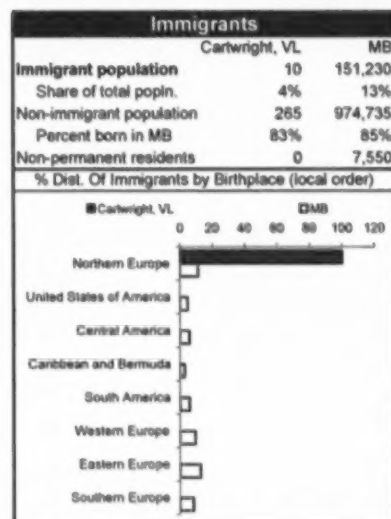 Immigrants
Cartwright, VL MB
Immigrant population 10 151,230
Share of total popln. 4% 13%
Non-immigrant population 265 974,735
Percent born in MB 83% 85%
Non-permanent residents 0 7,550
% Dist. Of Immigrants by Birthplace (local order)
Cartwright, VL MB
0 20 40 60 80 100 120
Northern Europe
United States of America
Central America
Caribbean and Bermuda
South America
Western Europe
Eastern Europe
Southern Europe